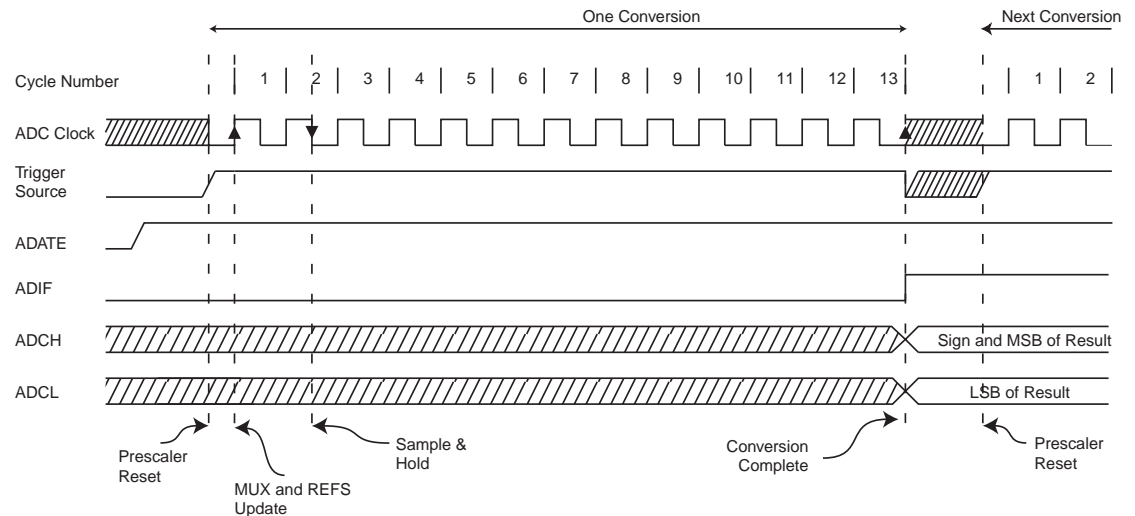 One Conversion
Next Conversion
Cycle Number
1 2 3 4 5 6 7 8 9 10 11 12 13 1 2
ADC Clock
Trigger
Source
ADATE
ADIF
ADCH
Sign and MSB of Result
ADCL
LSB of Result
Prescaler
Reset
MUX and REFS
Update
Sample &
Hold
Conversion
Complete
Prescaler
Reset